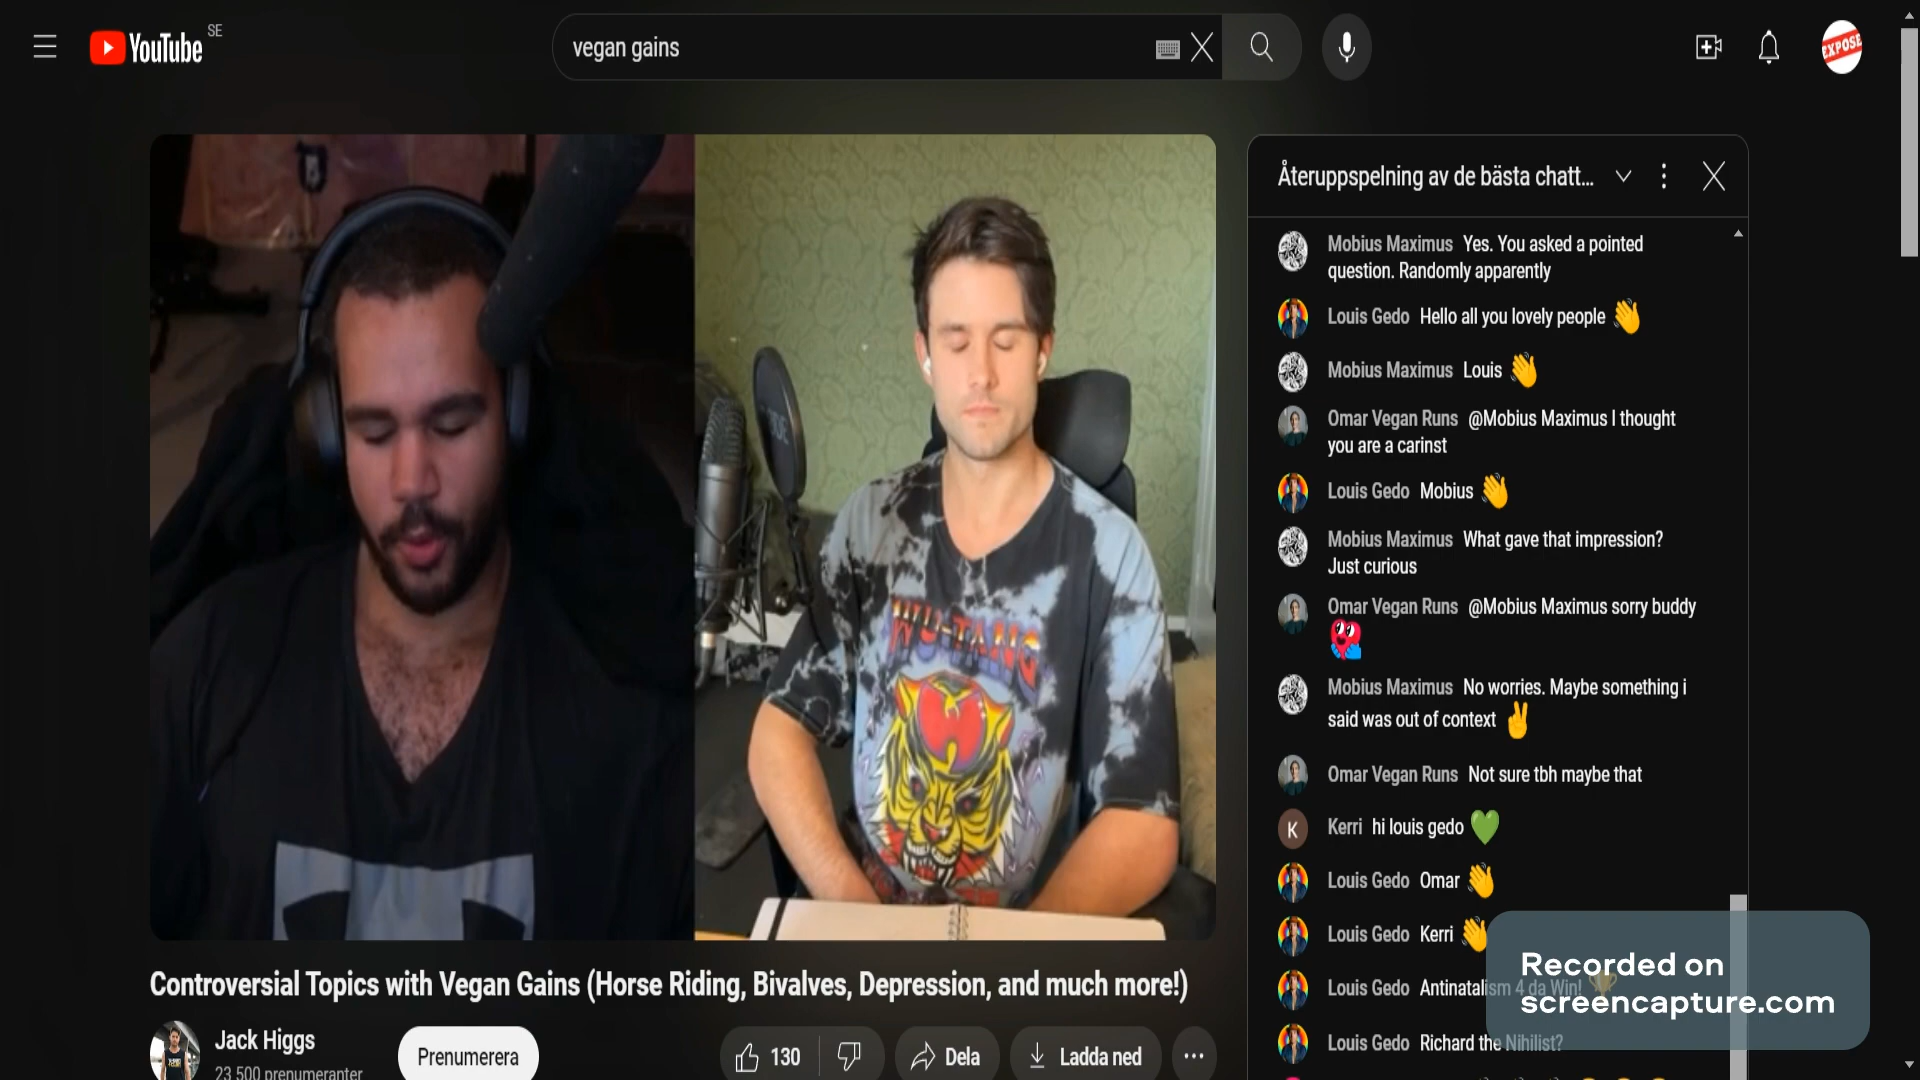 YouTube SE
vegan gains
EXPOSE
WU-TANG
Controversial Topics with Vegan Gains (Horse Riding, Bivalves, Depression, and much more!)
Jack Higgs
23 500 prenumeranter
Prenumerera
130
Dela
Ladda ned
Återuppspelning av de bästa chatt...
Mobius Maximus Yes. You asked a pointed
question. Randomly apparently
Louis Gedo Hello all you lovely people 👋
Mobius Maximus Louis 👋
Omar Vegan Runs @Mobius Maximus I thought
you are a carinst
Louis Gedo Mobius 👋
Mobius Maximus What gave that impression?
Just curious
Omar Vegan Runs @Mobius Maximus sorry buddy
Mobius Maximus No worries. Maybe something i
said was out of context ✌
Omar Vegan Runs Not sure tbh maybe that
K
Kerri hi louis gedo 💚
Louis Gedo Omar 👋
Louis Gedo Kerri 👋
Louis Gedo Antinatalism 4 da Win! 🏆
Louis Gedo Richard the Nihilist?
Recorded on
screencapture.com